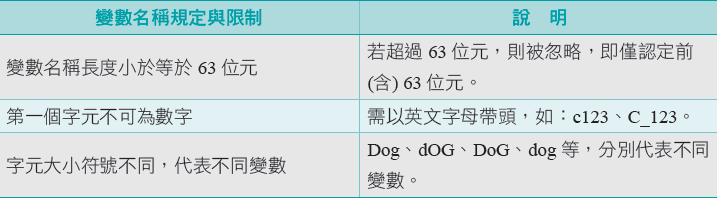 變數名稱規定與限制
說 明
變數名稱長度小於等於 63 位元
若超過 63 位元，則被忽略，即僅認定前
(含) 63 位元。
第一個字元不可為數字
需以英文字母帶頭，如：c123、C_123。
字元大小符號不同，代表不同變數
Dog、dOG、DoG、dog 等，分別代表不同
變數。